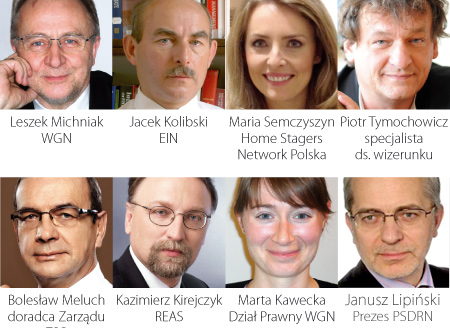 Leszek Michniak
WGN
Jacek Kolibski
EIN
Maria Semczyszyn
Home Stagers
Network Polska
Piotr Tymochowicz
specjalista
ds. wizerunku
Bolesław Meluch
doradca Zarządu
Kazimierz Kirejczyk
REAS
Marta Kawecka
Dział Prawny WGN
Janusz Lipiński
Prezes PSDRN